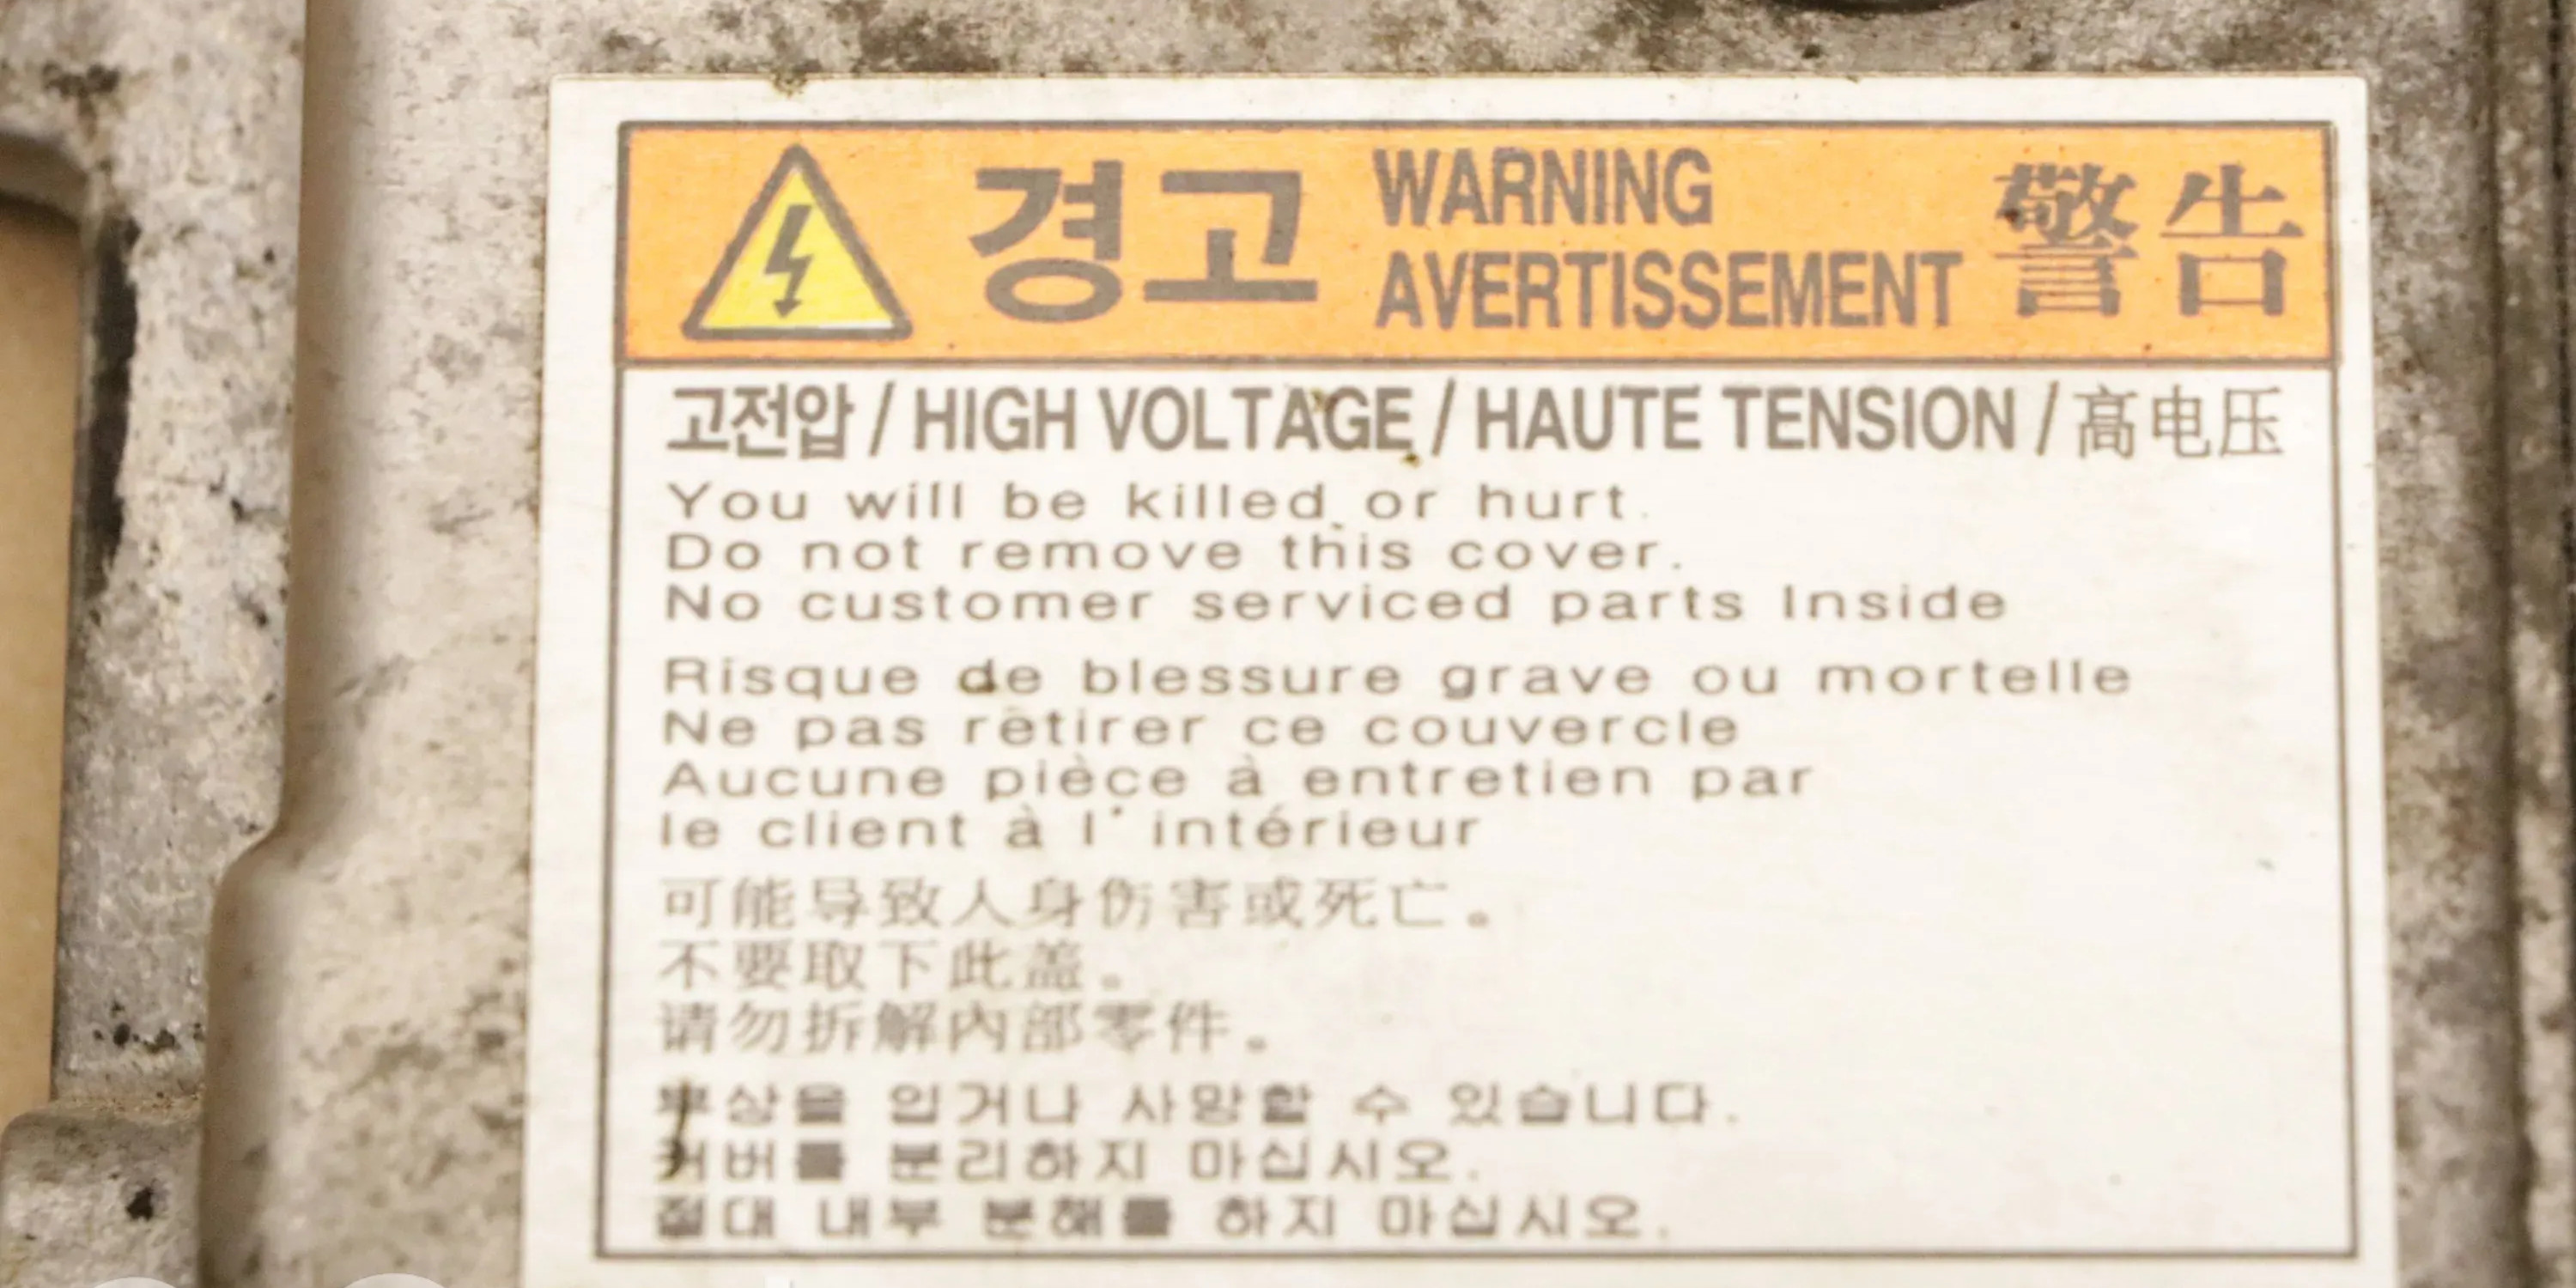 경고 WARNING AVERTISSEMENT 警告
고전압 / HIGH VOLTAGE / HAUTE TENSION / 高电压
You will be killed or hurt.
Do not remove this cover.
No customer serviced parts Inside
Risque de blessure grave ou mortelle
Ne pas retirer ce couvercle
Aucune pièce à entretien par
le client à l'intérieur
可能导致人身伤害或死亡。
不要取下此盖。
请勿拆解内部零件。
부상을 입거나 사망할 수 있습니다.
커버를 분리하지 마십시오.
절대 내부 분해를 하지 마십시오.